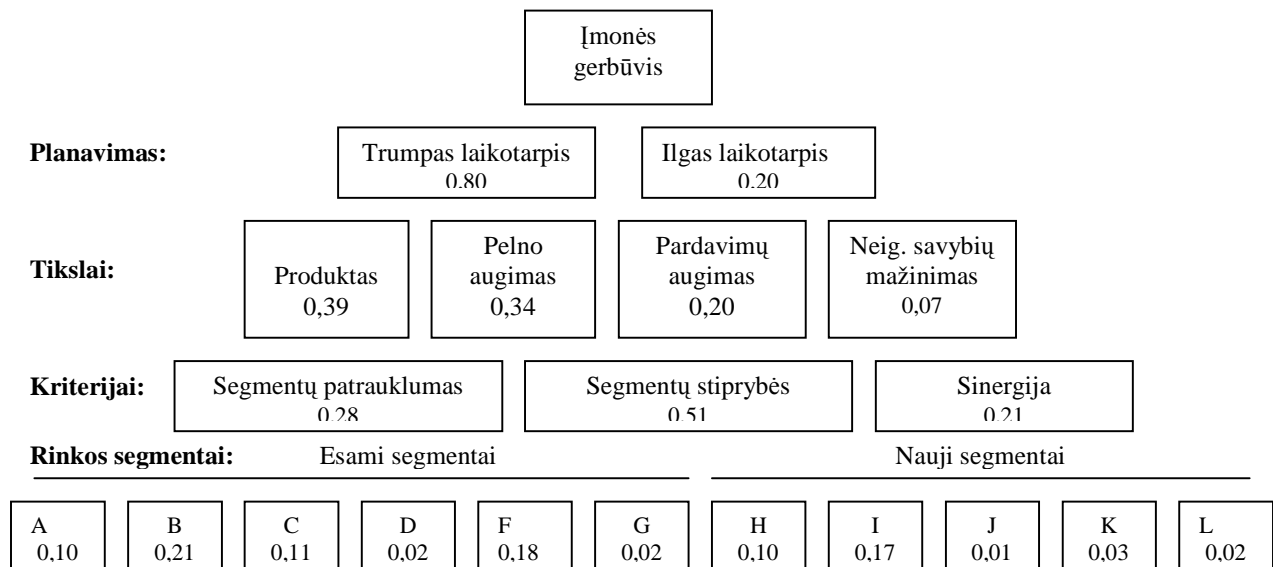 Įmonės
gerbūvis
Planavimas:
Trumpas laikotarpis
0.80
Ilgas laikotarpis
0.20
Tikslai:
Produktas
0,39
Pelno
augimas
0,34
Pardavimų
augimas
0,20
Neig. savybių
mažinimas
0,07
Kriterijai:
Segmentų patrauklumas
0.28
Segmentų stiprybės
0.51
Sinergija
0.21
Rinkos segmentai:
Esami segmentai
Nauji segmentai
A
0,10
B
0,21
C
0,11
D
0,02
F
0,18
G
0,02
H
0,10
I
0,17
J
0,01
K
0,03
L
0,02